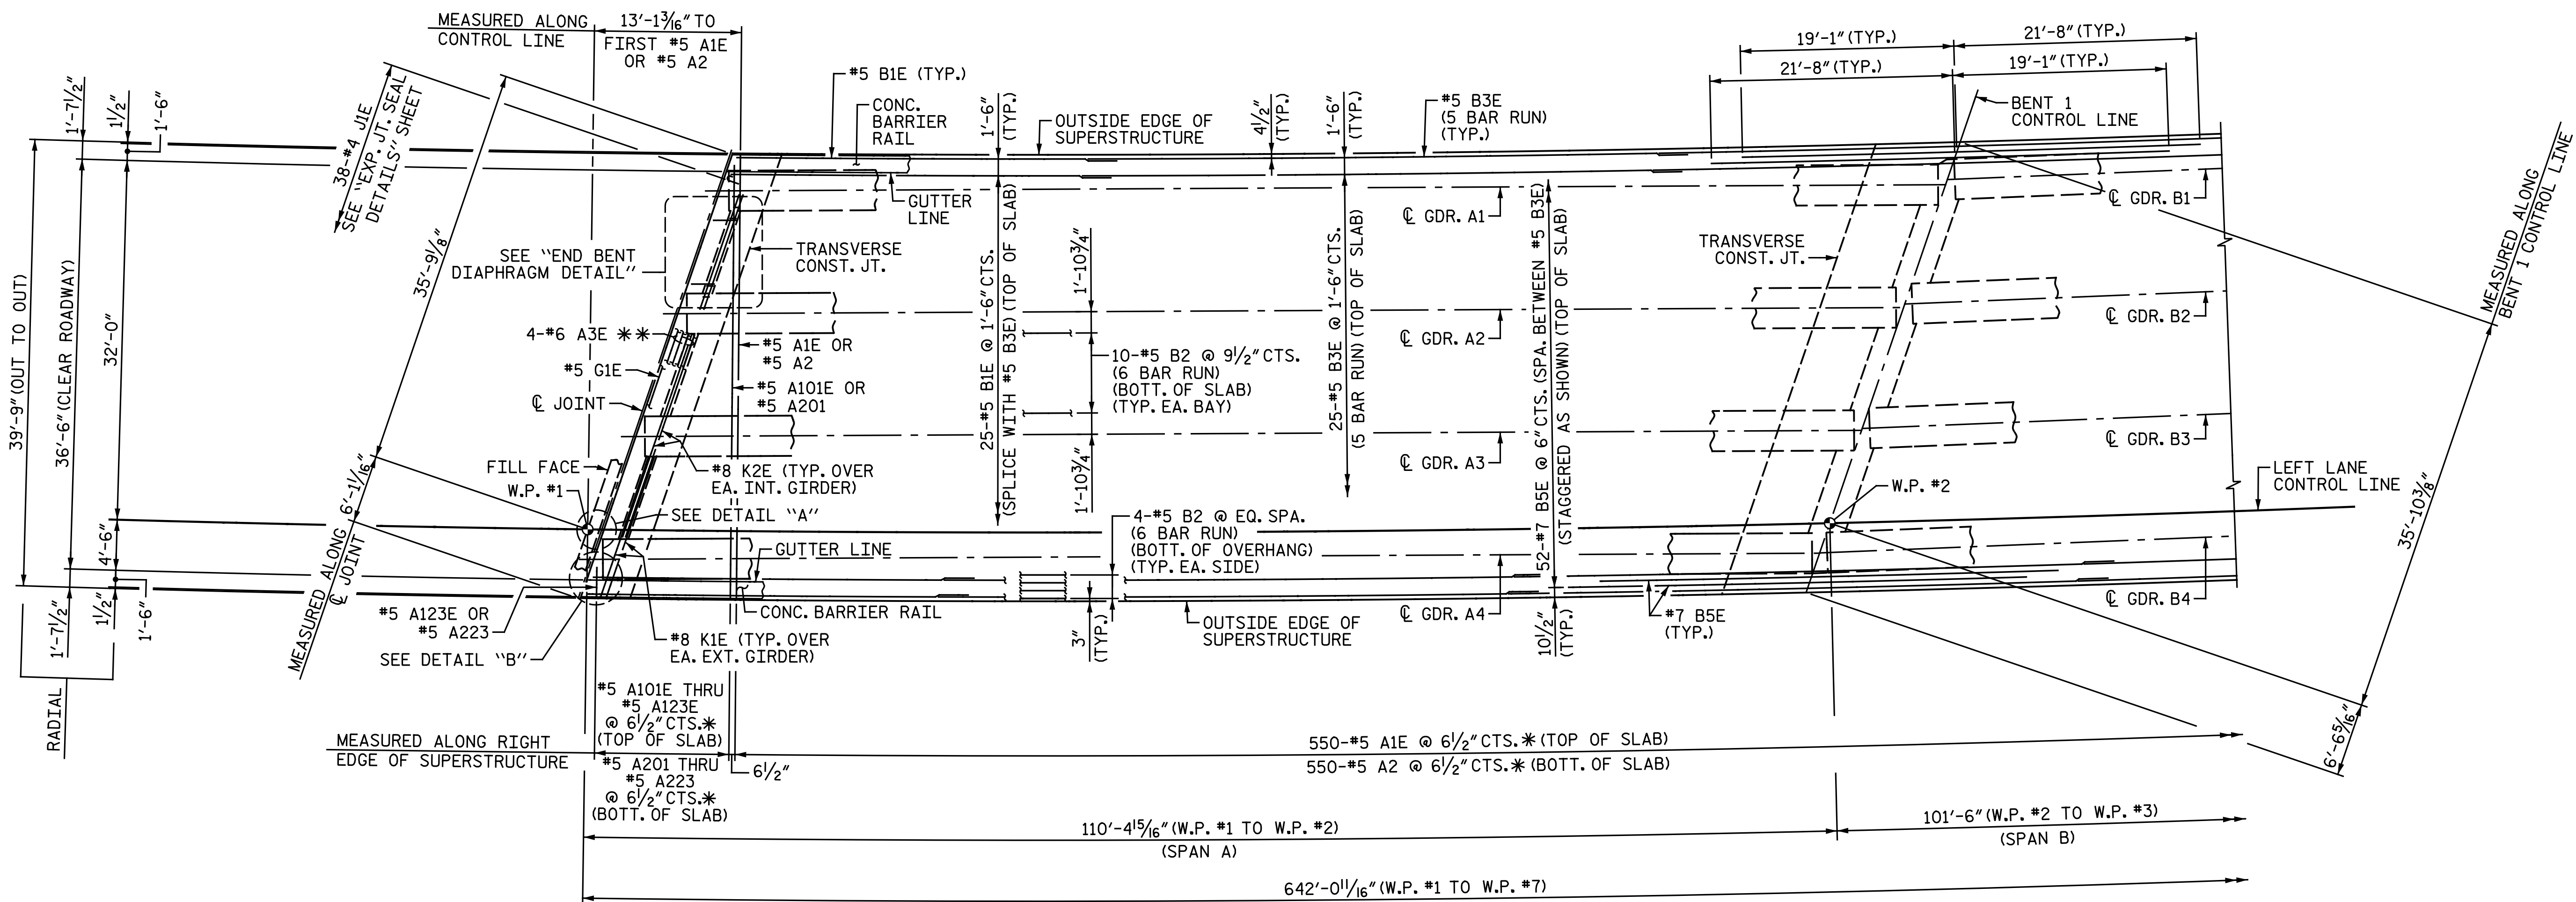 MEASURED ALONG
CONTROL LINE
13'-1 3/16" TO
FIRST #5 A1E
OR #5 A2
19'-1" (TYP.)
21'-8" (TYP.)
21'-8" (TYP.)
19'-1" (TYP.)
1'-7 1/2"
1 1/2"
1'-6"
38-#4 J1E
SEE "EXP. JT. SEAL
DETAILS" SHEET
#5 B1E (TYP.)
CONC.
BARRIER
RAIL
1'-6"
(TYP.)
OUTSIDE EDGE OF
SUPERSTRUCTURE
4 1/2"
(TYP.)
1'-6"
(TYP.)
#5 B3E
(5 BAR RUN)
(TYP.)
BENT 1
CONTROL LINE
39'-9" (OUT TO OUT)
36'-6" (CLEAR ROADWAY)
32'-0"
35'-9 1/8"
SEE "END BENT
DIAPHRAGM DETAIL"
GUTTER
LINE
TRANSVERSE
CONST. JT.
25-#5 B1E @ 1'-6" CTS.
(SPLICE WITH #5 B3E) (TOP OF SLAB)
1'-10 3/4"
25-#5 B3E @ 1'-6" CTS.
(5 BAR RUN) (TOP OF SLAB)
℄ GDR. A1
52-#7 B5E @ 6" CTS. (SPA. BETWEEN #5 B3E)
(STAGGERED AS SHOWN) (TOP OF SLAB)
TRANSVERSE
CONST. JT.
℄ GDR. B1
MEASURED ALONG
BENT 1 CONTROL LINE
4-#6 A3E ✳✳
#5 G1E
℄ JOINT
#5 A1E OR
#5 A2
#5 A101E OR
#5 A201
10-#5 B2 @ 9 1/2" CTS.
(6 BAR RUN)
(BOTT. OF SLAB)
(TYP. EA. BAY)
℄ GDR. A2
℄ GDR. B2
FILL FACE
W.P. #1
#8 K2E (TYP. OVER
EA. INT. GIRDER)
1'-10 3/4"
℄ GDR. A3
℄ GDR. B3
LEFT LANE
CONTROL LINE
W.P. #2
SEE DETAIL "A"
MEASURED ALONG
℄ JOINT
6'-1 1/16"
4'-6"
GUTTER LINE
4-#5 B2 @ EQ. SPA.
(6 BAR RUN)
(BOTT. OF OVERHANG)
(TYP. EA. SIDE)
35'-10 3/8"
1'-7 1/2"
1 1/2"
1'-6"
#5 A123E OR
#5 A223
SEE DETAIL "B"
CONC. BARRIER RAIL
#8 K1E (TYP. OVER
EA. EXT. GIRDER)
3"
(TYP.)
OUTSIDE EDGE OF
SUPERSTRUCTURE
℄ GDR. A4
10 1/2"
(TYP.)
#7 B5E
(TYP.)
℄ GDR. B4
RADIAL
#5 A101E THRU
#5 A123E
@ 6 1/2" CTS.✳
(TOP OF SLAB)
MEASURED ALONG RIGHT
EDGE OF SUPERSTRUCTURE
#5 A201 THRU
#5 A223
@ 6 1/2" CTS.✳
(BOTT. OF SLAB)
6 1/2"
550-#5 A1E @ 6 1/2" CTS.✳ (TOP OF SLAB)
550-#5 A2 @ 6 1/2" CTS.✳ (BOTT. OF SLAB)
6'-6 5/16"
110'-4 15/16" (W.P. #1 TO W.P. #2)
(SPAN A)
101'-6" (W.P. #2 TO W.P. #3)
(SPAN B)
642'-0 11/16" (W.P. #1 TO W.P. #7)